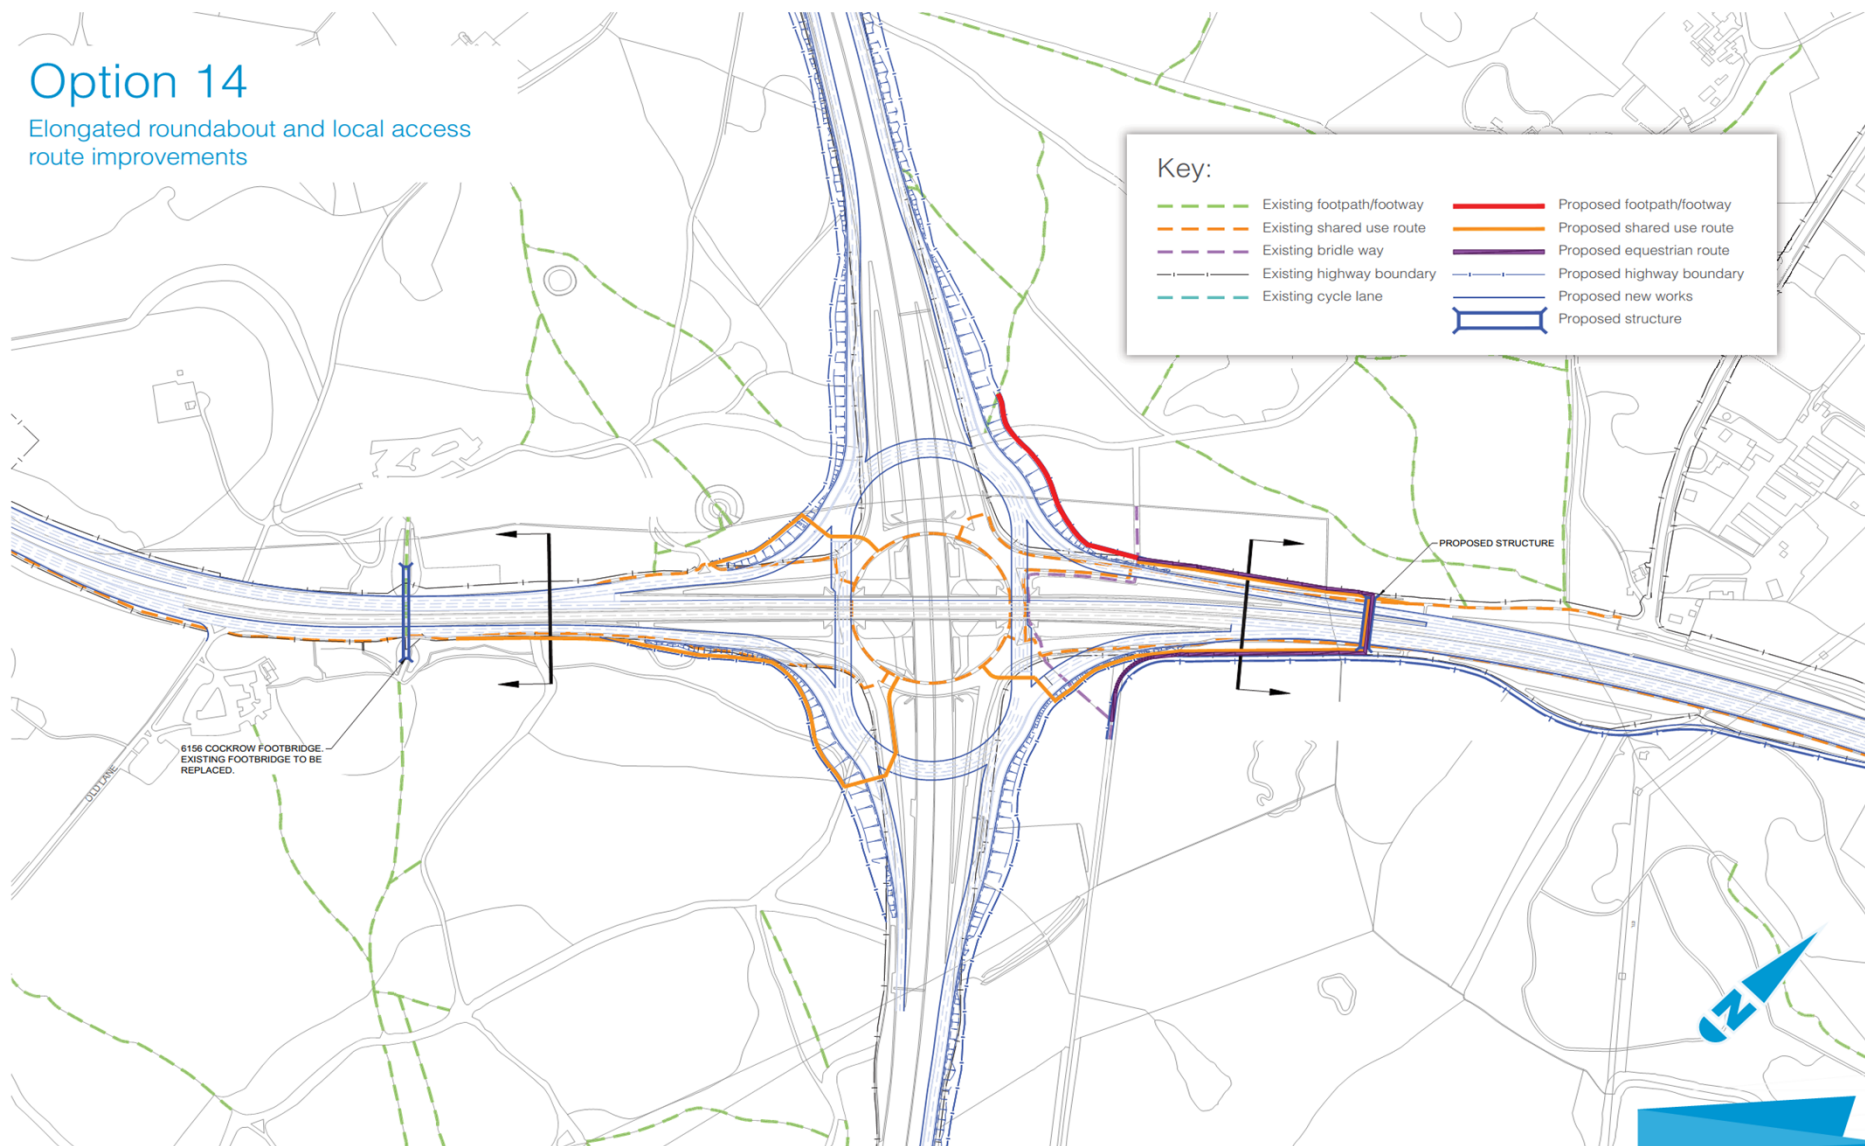 Option 14
Elongated roundabout and local access
route improvements
Key:
Existing footpath/footway
Existing shared use route
Existing bridle way
Existing highway boundary
Existing cycle lane
Proposed footpath/footway
Proposed shared use route
Proposed equestrian route
Proposed highway boundary
Proposed new works
Proposed structure
PROPOSED STRUCTURE
6156 COCKROW FOOTBRIDGE.
EXISTING FOOTBRIDGE TO BE
REPLACED.
OLD LANE
N